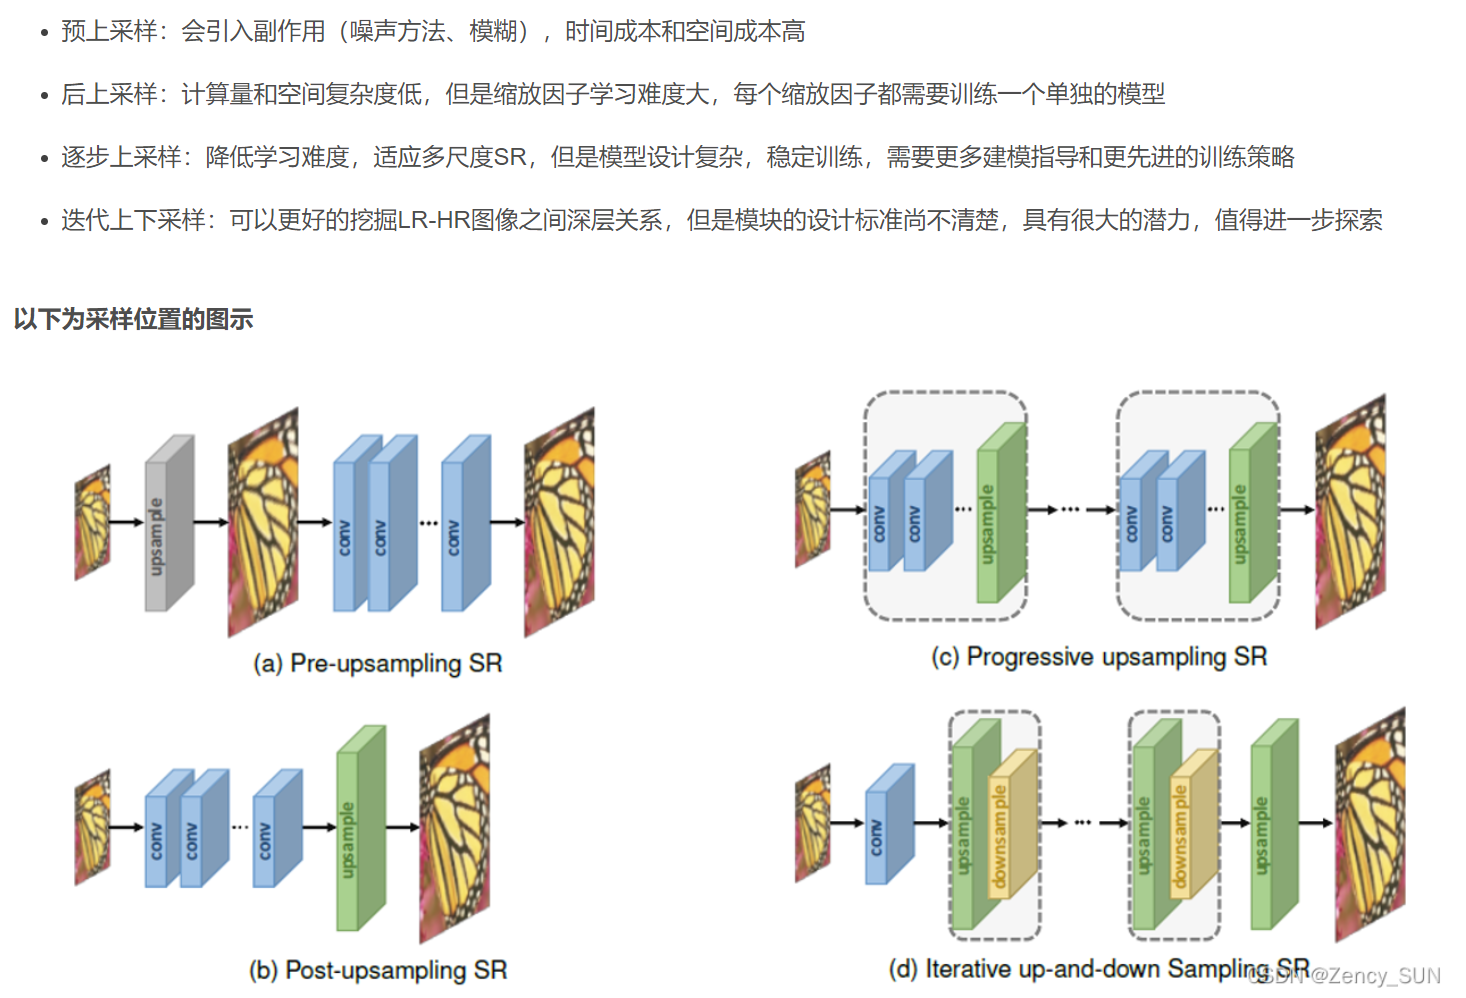 预上采样：会引入副作用（噪声方法、模糊），时间成本和空间成本高
后上采样：计算量和空间复杂度低，但是缩放因子学习难度大，每个缩放因子都需要训练一个单独的模型
逐步上采样：降低学习难度，适应多尺度SR，但是模型设计复杂，稳定训练，需要更多建模指导和更先进的训练策略
迭代上下采样：可以更好的挖掘LR-HR图像之间深层关系，但是模块的设计标准尚不清楚，具有很大的潜力，值得进一步探索
以下为采样位置的图示
upsample
conv
conv
...
conv
(a) Pre-upsampling SR
conv
conv
...
upsample
...
conv
conv
...
upsample
(c) Progressive upsampling SR
conv
conv
...
conv
upsample
(b) Post-upsampling SR
conv
upsample
downsample
...
upsample
downsample
upsample
(d) Iterative up-and-down Sampling SR
CSDN @Zency_SUN